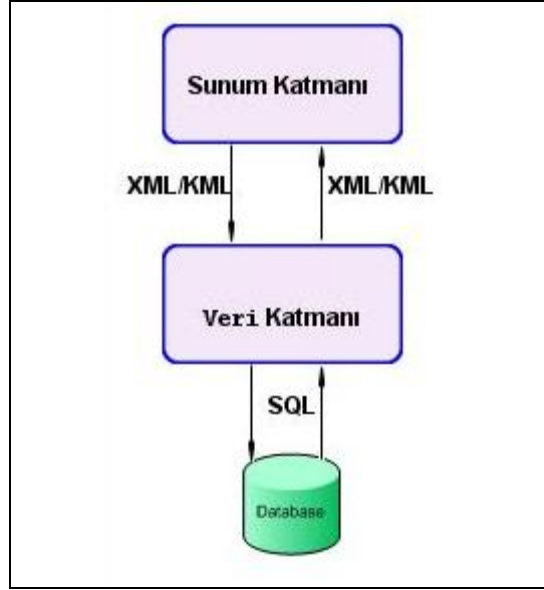 Sunum Katmanı
XML/KML XML/KML
Veri Katmanı
SQL
Database